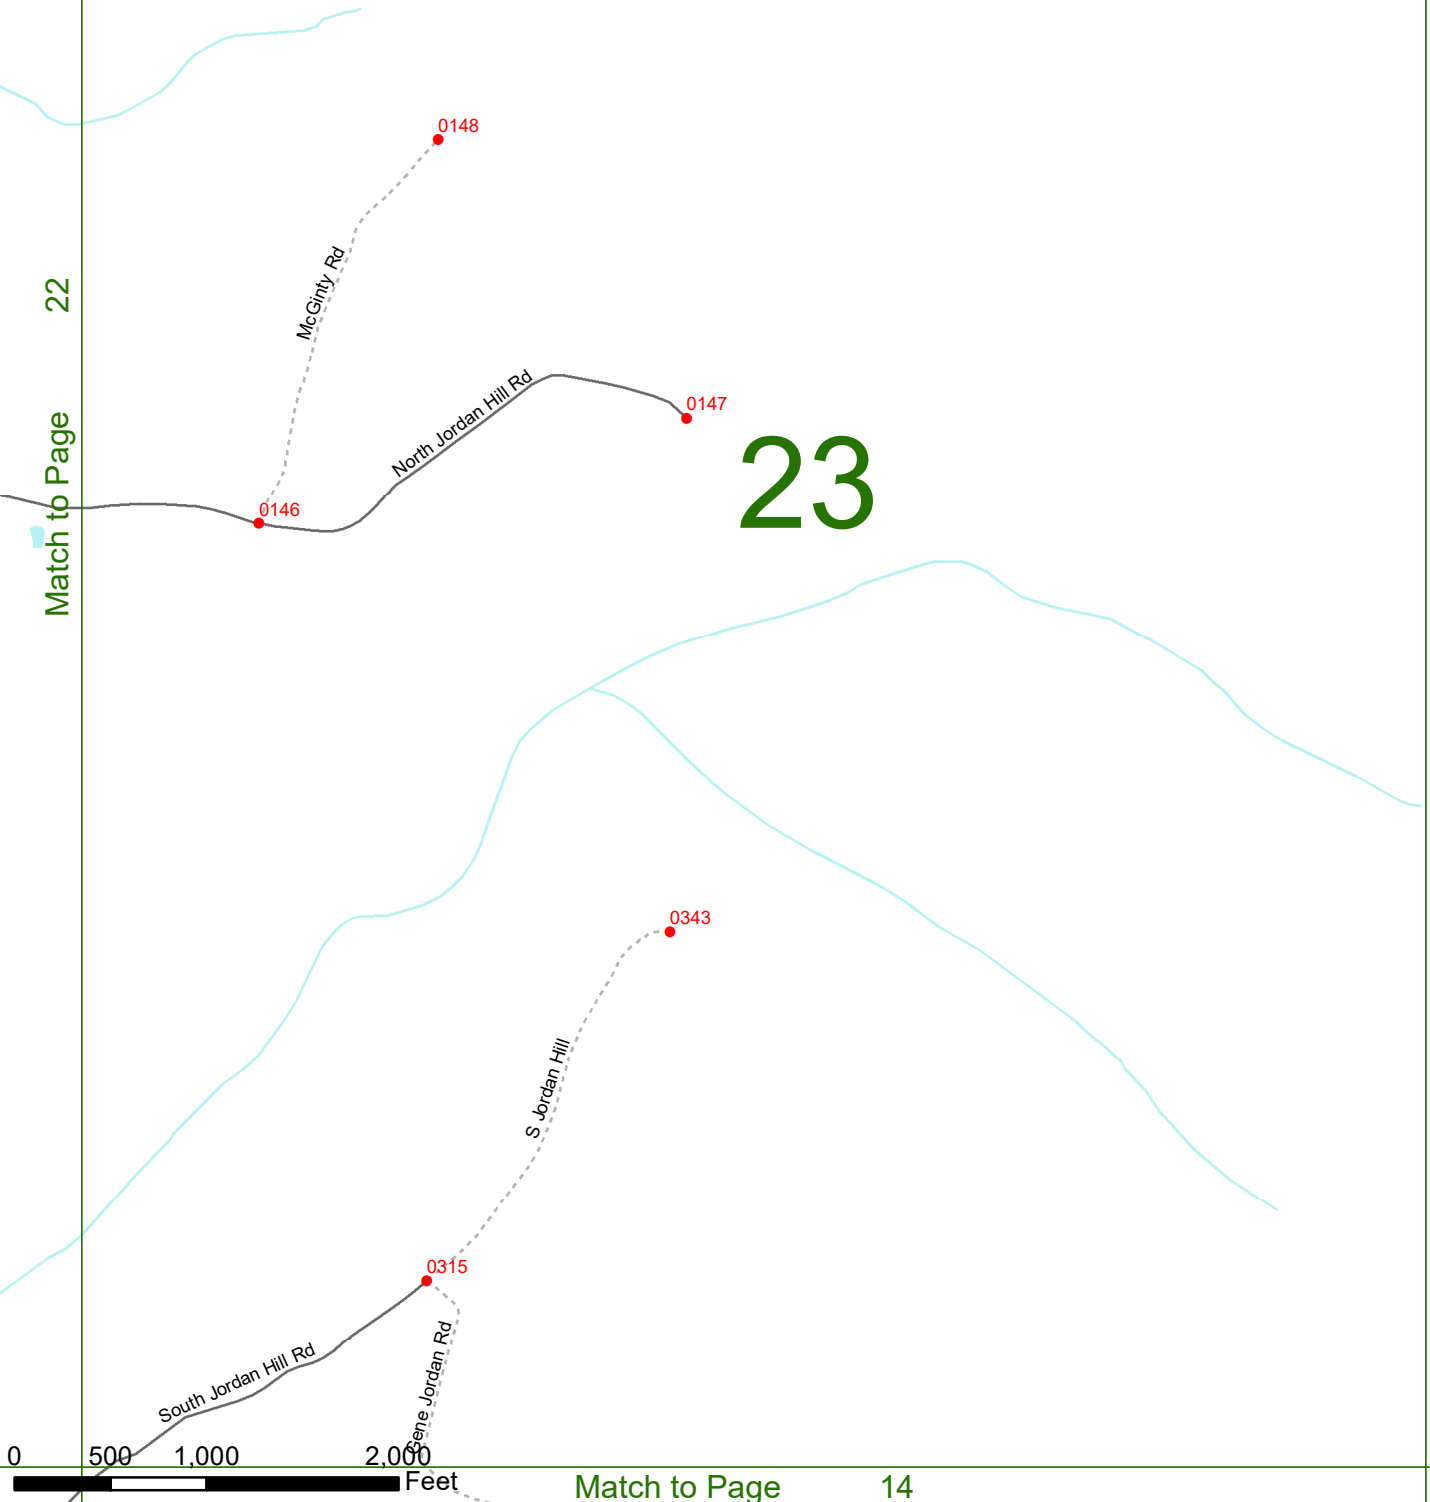 0148
22
McGinty Rd
North Jordan Hill Rd
0147
23
Match to Page
0146
0343
S Jordan Hill
0315
Gene Jordan Rd
South Jordan Hill Rd
0 500 1,000 2,000
Feet
Match to Page 14